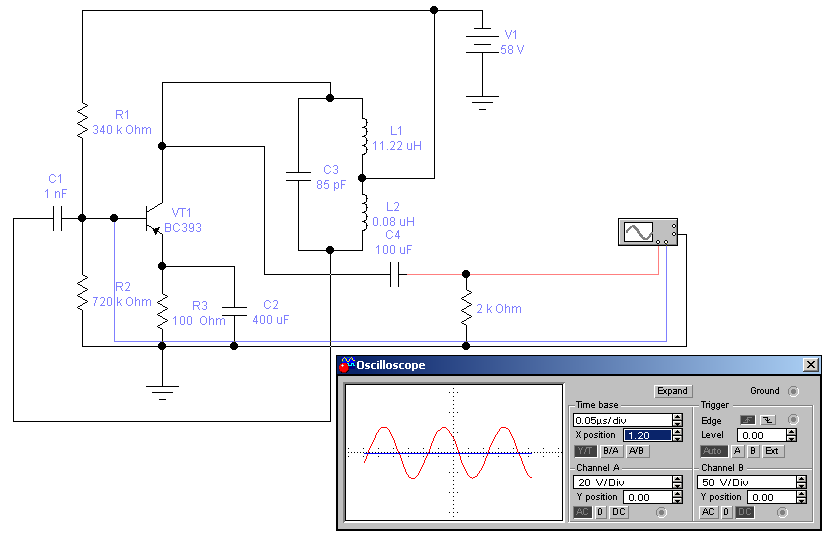 V1
58 V
R1
340 k Ohm
L1
11.22 uH
C3
85 pF
C1
1 nF
VT1
BC393
L2
0.08 uH
C4
100 uF
R2
720 k Ohm
R3
100 Ohm
C2
400 uF
2 k Ohm
Oscilloscope
Expand
Ground
Time base
0.05µs/div
X position 1.20
Y/T B/A A/B
Trigger
Edge
Level 0.00
Auto A B Ext
Channel A
20 V/Div
Y position 0.00
AC 0 DC
Channel B
50 V/Div
Y position 0.00
AC 0 DC